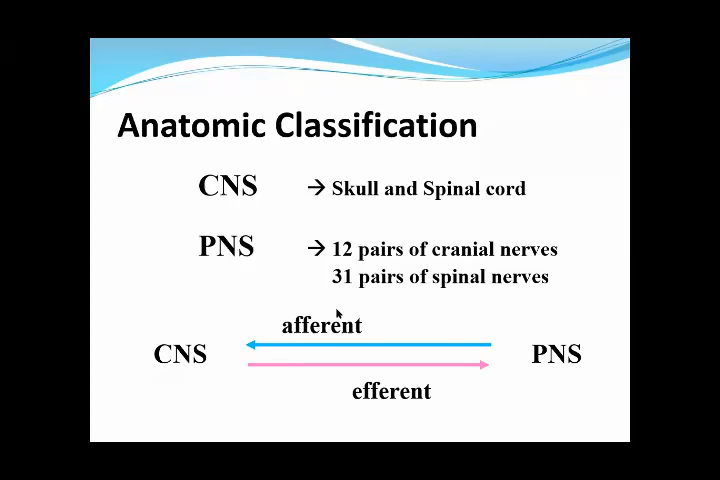 Anatomic Classification
CNS → Skull and Spinal cord
PNS → 12 pairs of cranial nerves
31 pairs of spinal nerves
afferent
CNS PNS
efferent